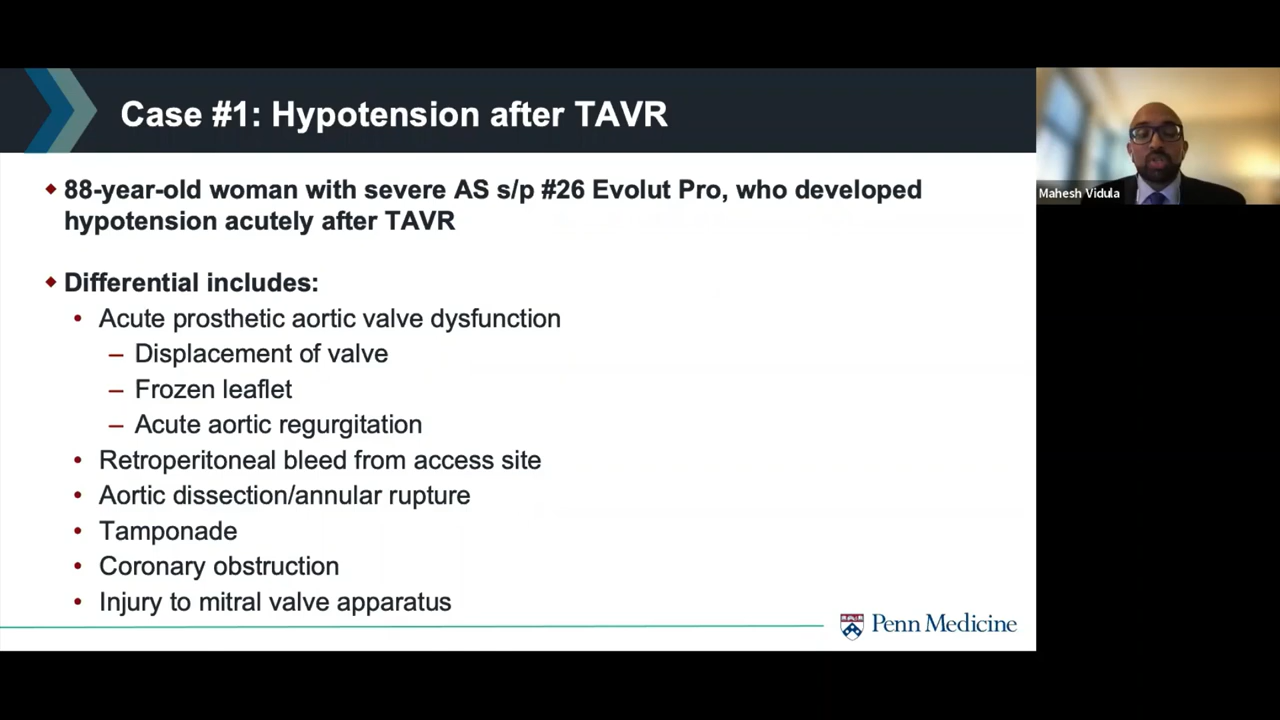 Case #1: Hypotension after TAVR
88-year-old woman with severe AS s/p #26 Evolut Pro, who developed
hypotension acutely after TAVR
Differential includes:
• Acute prosthetic aortic valve dysfunction
– Displacement of valve
– Frozen leaflet
– Acute aortic regurgitation
• Retroperitoneal bleed from access site
• Aortic dissection/annular rupture
• Tamponade
• Coronary obstruction
• Injury to mitral valve apparatus
Penn Medicine
Mahesh Vidula